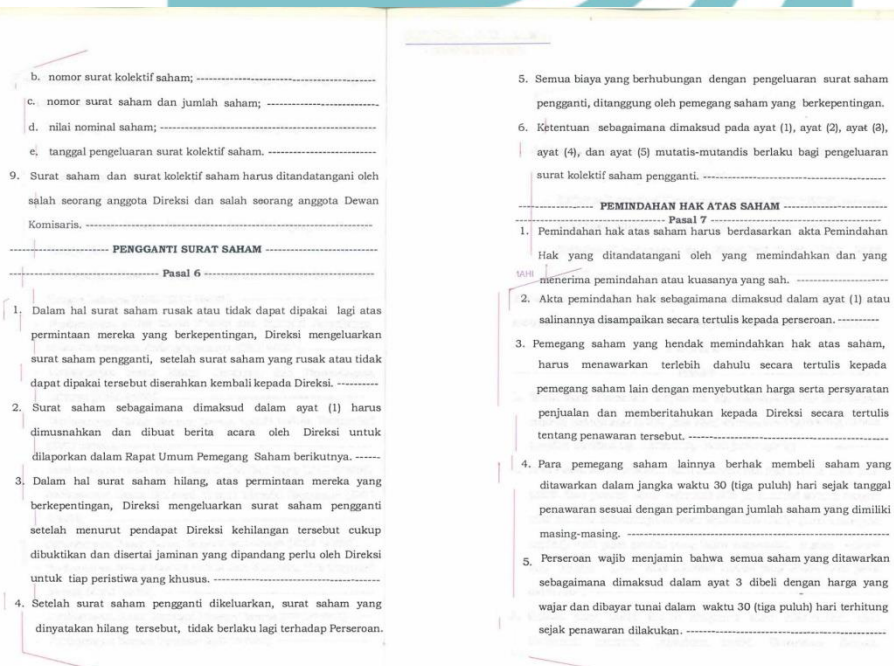 b. nomor surat kolektif saham; ----------------------------------------
c. nomor surat saham dan jumlah saham; -------------------------
d. nilai nominal saham; ------------------------------------------------
e. tanggal pengeluaran surat kolektif saham. ------------------------
9. Surat saham dan surat kolektif saham harus ditandatangani oleh
salah seorang anggota Direksi dan salah seorang anggota Dewan
Komisaris. ----------------------------------------------------------------
---------------------- PENGGANTI SURAT SAHAM -------------------------
--------------------------------- Pasal 6 --------------------------------------
1. Dalam hal surat saham rusak atau tidak dapat dipakai lagi atas
permintaan mereka yang berkepentingan, Direksi mengeluarkan
surat saham pengganti, setelah surat saham yang rusak atau tidak
dapat dipakai tersebut diserahkan kembali kepada Direksi. ----------
2. Surat saham sebagaimana dimaksud dalam ayat (1) harus
dimusnahkan dan dibuat berita acara oleh Direksi untuk
dilaporkan dalam Rapat Umum Pemegang Saham berikutnya. ------
3. Dalam hal surat saham hilang, atas permintaan mereka yang
berkepentingan, Direksi mengeluarkan surat saham pengganti
setelah menurut pendapat Direksi kehilangan tersebut cukup
dibuktikan dan disertai jaminan yang dipandang perlu oleh Direksi
untuk tiap peristiwa yang khusus. -------------------------------------
4. Setelah surat saham pengganti dikeluarkan, surat saham yang
dinyatakan hilang tersebut, tidak berlaku lagi terhadap Perseroan.
5. Semua biaya yang berhubungan dengan pengeluaran surat saham
pengganti, ditanggung oleh pemegang saham yang berkepentingan.
6. Ketentuan sebagaimana dimaksud pada ayat (1), ayat (2), ayat (3),
ayat (4), dan ayat (5) mutatis-mutandis berlaku bagi pengeluaran
surat kolektif saham pengganti. -----------------------------------------
----------------- PEMINDAHAN HAK ATAS SAHAM -----------------------
--------------------------------- Pasal 7 --------------------------------------
1. Pemindahan hak atas saham harus berdasarkan akta Pemindahan
Hak yang ditandatangani oleh yang memindahkan dan yang
TAHI
menerima pemindahan atau kuasanya yang sah. --------------------
2. Akta pemindahan hak sebagaimana dimaksud dalam ayat (1) atau
salinannya disampaikan secara tertulis kepada perseroan. ----------
3. Pemegang saham yang hendak memindahkan hak atas saham,
harus menawarkan terlebih dahulu secara tertulis kepada
pemegang saham lain dengan menyebutkan harga serta persyaratan
penjualan dan memberitahukan kepada Direksi secara tertulis
tentang penawaran tersebut. --------------------------------------------
4. Para pemegang saham lainnya berhak membeli saham yang
ditawarkan dalam jangka waktu 30 (tiga puluh) hari sejak tanggal
penawaran sesuai dengan perimbangan jumlah saham yang dimiliki
masing-masing. ----------------------------------------------------------
5. Perseroan wajib menjamin bahwa semua saham yang ditawarkan
sebagaimana dimaksud dalam ayat 3 dibeli dengan harga yang
wajar dan dibayar tunai dalam waktu 30 (tiga puluh) hari terhitung
sejak penawaran dilakukan. --------------------------------------------